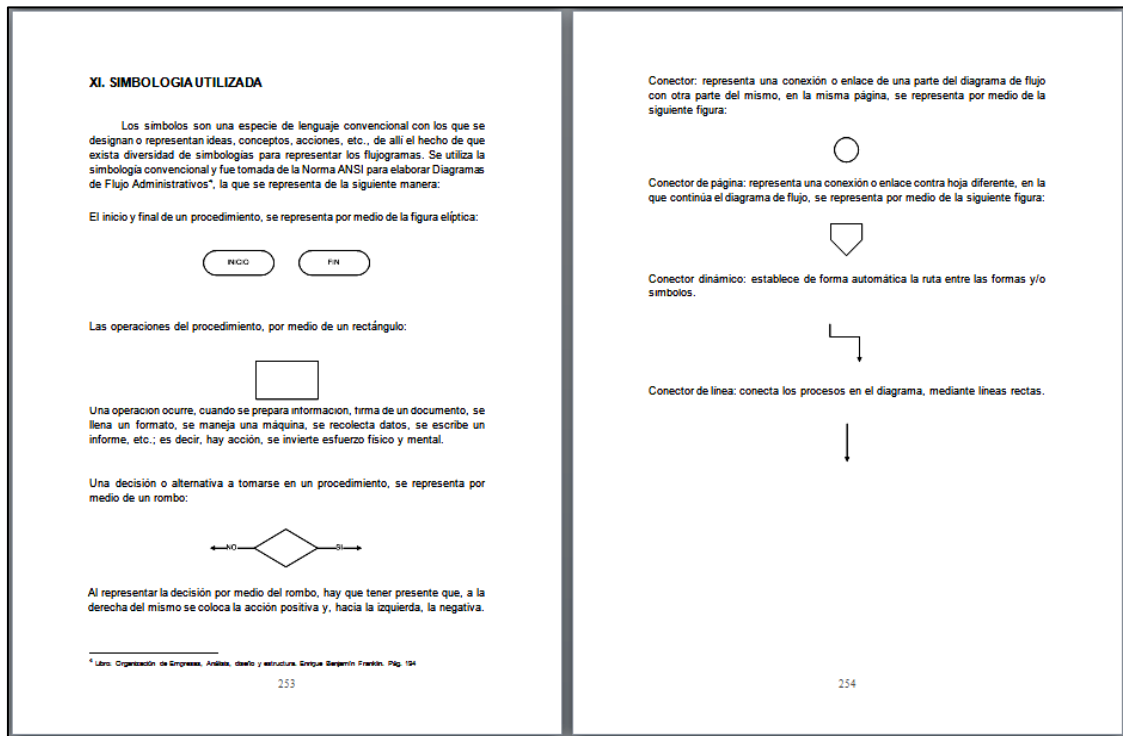 XI. SIMBOLOGIA UTILIZADA
Los símbolos son una especie de lenguaje convencional con los que se
designan o representan ideas, conceptos, acciones, etc., de allí el hecho de que
exista diversidad de simbologías para representar los flujogramas. Se utiliza la
simbología convencional y fue tomada de la Norma ANSI para elaborar Diagramas
de Flujo Administrativos⁶, la que se representa de la siguiente manera:
El inicio y final de un procedimiento, se representa por medio de la figura elíptica:
INICIO FIN
Las operaciones del procedimiento, por medio de un rectángulo:
Una operación ocurre, cuando se prepara información, firma de un documento, se
llena un formato, se maneja una máquina, se recolecta datos, se escribe un
informe, etc.; es decir, hay acción, se invierte esfuerzo físico y mental.
Una decisión o alternativa a tomarse en un procedimiento, se representa por
medio de un rombo:
NO SI
Al representar la decisión por medio del rombo, hay que tener presente que, a la
derecha del mismo se coloca la acción positiva y, hacia la izquierda, la negativa.
⁶ Libro. Organización de Empresas, Análisis, diseño y estructura. Enrique Benjamín Franklin. Pág. 194
253
Conector: representa una conexión o enlace de una parte del diagrama de flujo
con otra parte del mismo, en la misma página, se representa por medio de la
siguiente figura:
Conector de página: representa una conexión o enlace contra hoja diferente, en la
que continúa el diagrama de flujo, se representa por medio de la siguiente figura:
Conector dinámico: establece de forma automática la ruta entre las formas y/o
símbolos.
Conector de línea: conecta los procesos en el diagrama, mediante líneas rectas.
254